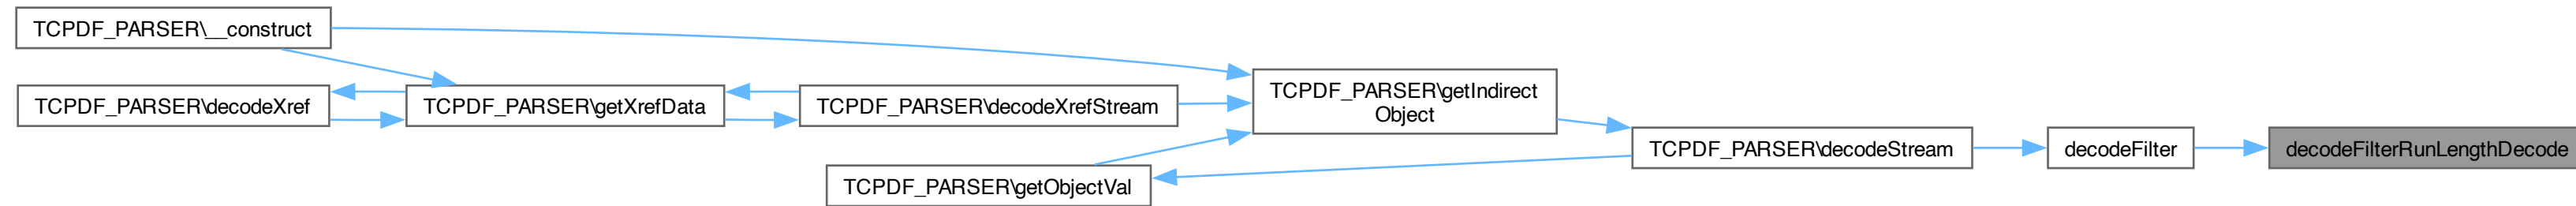 TCPDF_PARSER\__construct
TCPDF_PARSER\decodeXref
TCPDF_PARSER\getXrefData
TCPDF_PARSER\decodeXrefStream
TCPDF_PARSER\getObjectVal
TCPDF_PARSER\getIndirect
Object
TCPDF_PARSER\decodeStream
decodeFilter
decodeFilterRunLengthDecode